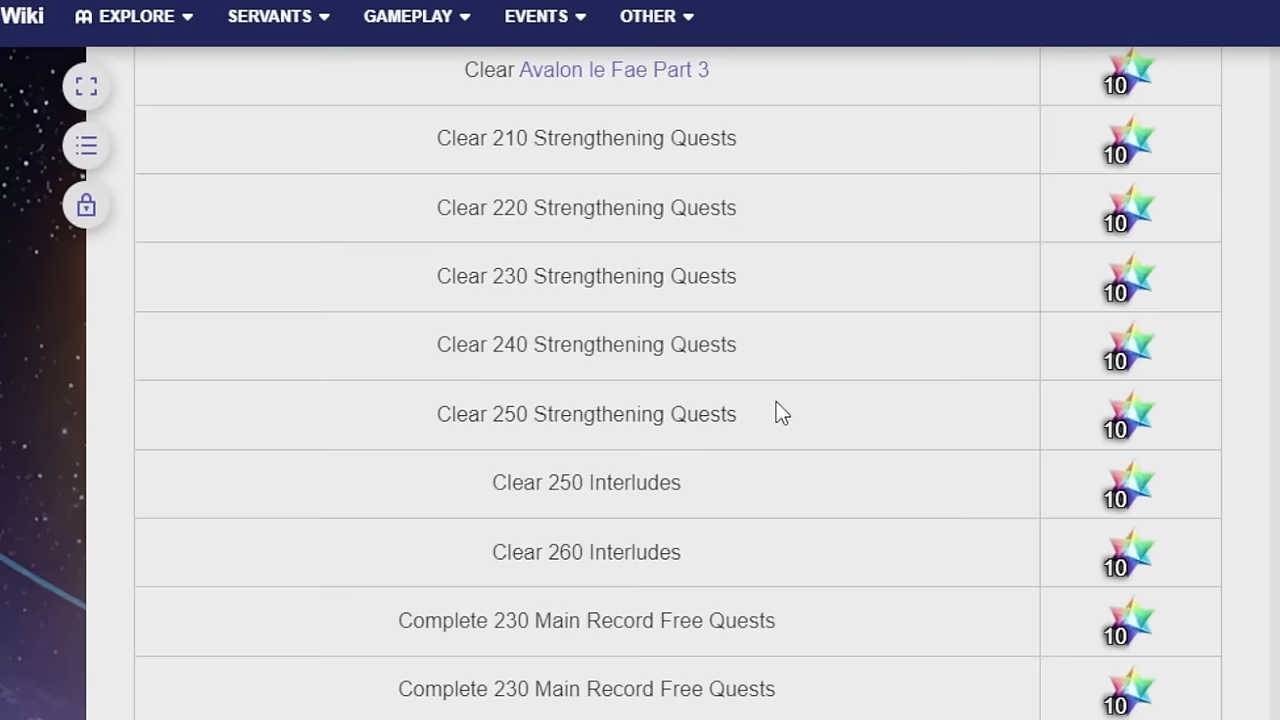 Wiki EXPLORE SERVANTS GAMEPLAY EVENTS OTHER
Clear Avalon le Fae Part 3 10
Clear 210 Strengthening Quests 10
Clear 220 Strengthening Quests 10
Clear 230 Strengthening Quests 10
Clear 240 Strengthening Quests 10
Clear 250 Strengthening Quests 10
Clear 250 Interludes 10
Clear 260 Interludes 10
Complete 230 Main Record Free Quests 10
Complete 230 Main Record Free Quests 10